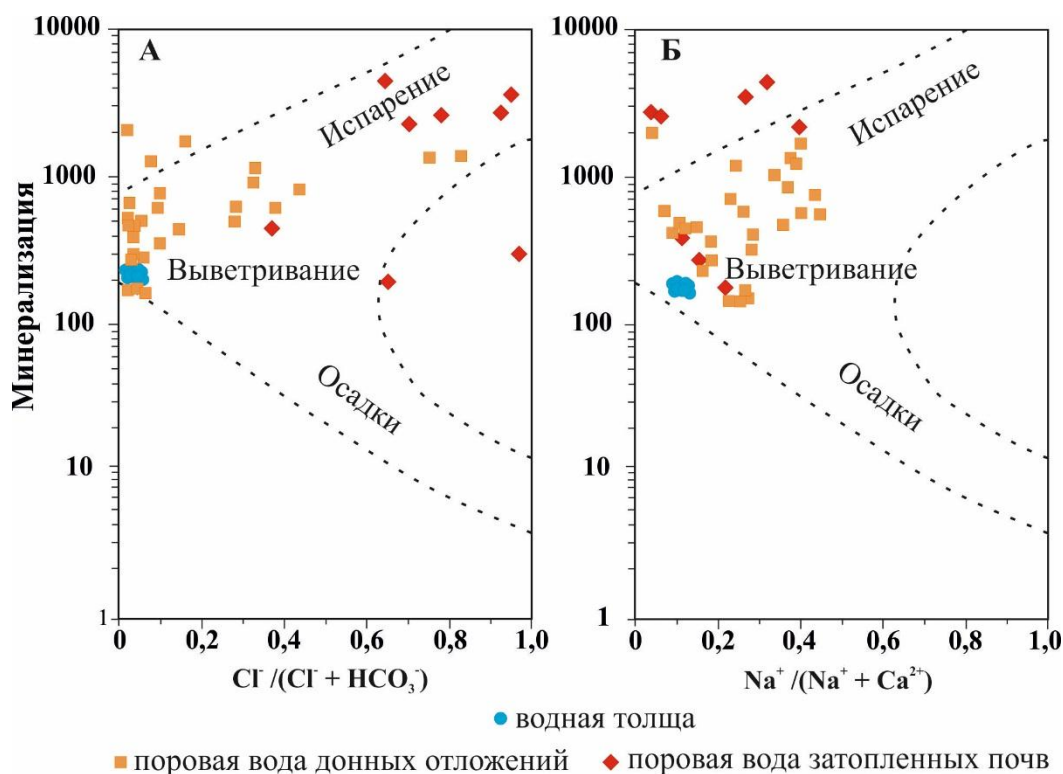 А
Б
Минерализация
10000
1000
100
10
1
Испарение
Выветривание
Осадки
0
0,2
0,4
0,6
0,8
1,0
Cl⁻ /(Cl⁻ + HCO₃⁻)
10000
1000
100
10
1
Испарение
Выветривание
Осадки
0
0,2
0,4
0,6
0,8
1,0
Na⁺ /(Na⁺ + Ca²⁺)
водная толща
поровая вода донных отложений
поровая вода затопленных почв